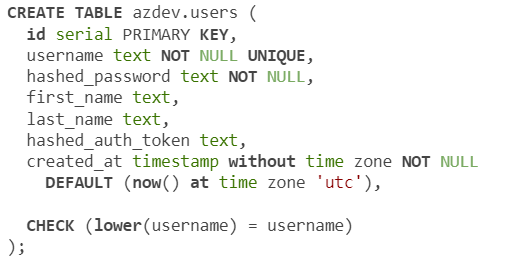 CREATE TABLE azdev.users (
  id serial PRIMARY KEY,
  username text NOT NULL UNIQUE,
  hashed_password text NOT NULL,
  first_name text,
  last_name text,
  hashed_auth_token text,
  created_at timestamp without time zone NOT NULL
    DEFAULT (now() at time zone 'utc'),

  CHECK (lower(username) = username)
);